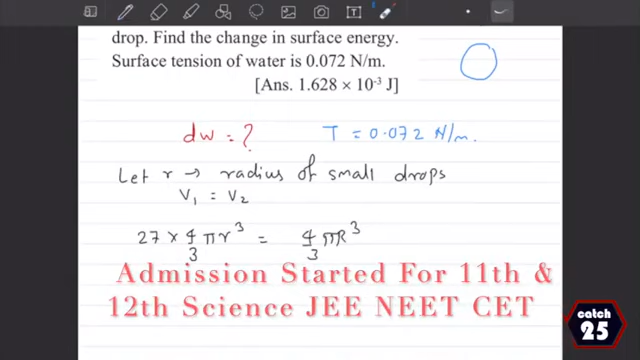 drop. Find the change in surface energy.
Surface tension of water is 0.072 N/m.
[Ans. 1.628 × 10⁻³ J]
dw = ? T = 0.072 N/m.
Let r → radius of small drops
V₁ = V₂
27 × 4/3 πr³ = 4/3 πR³
Admission Started For 11th &
12th Science JEE NEET CET
catch
25